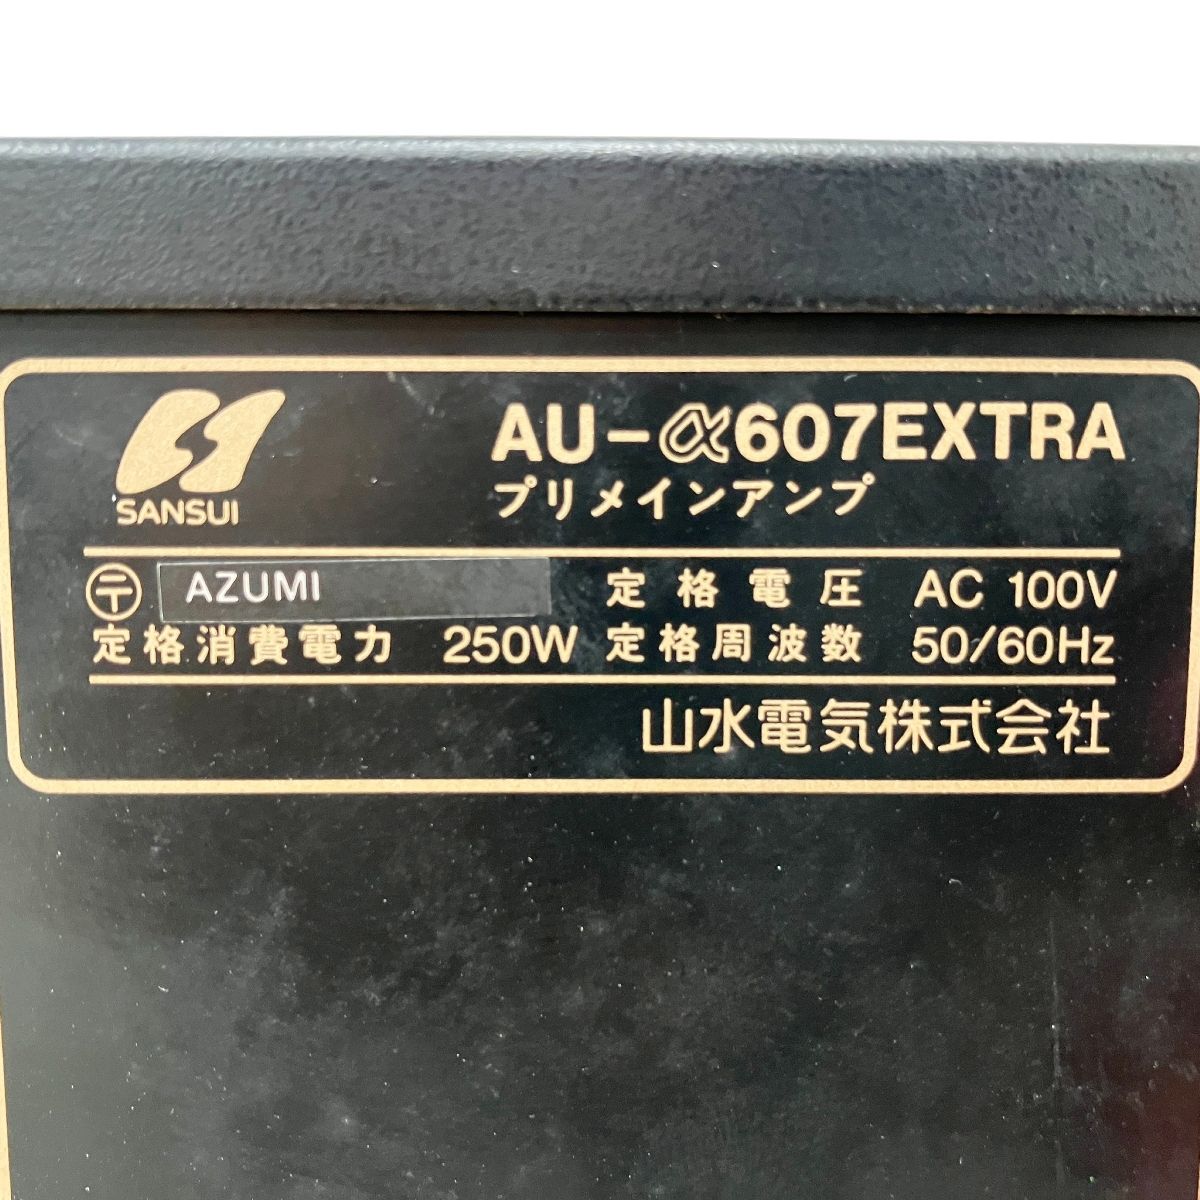 SANSUI
AU-α607EXTRA
プリメインアンプ
〶 AZUMI 定格電圧 AC 100V
定格消費電力 250W 定格周波数 50/60Hz
山水電気株式会社